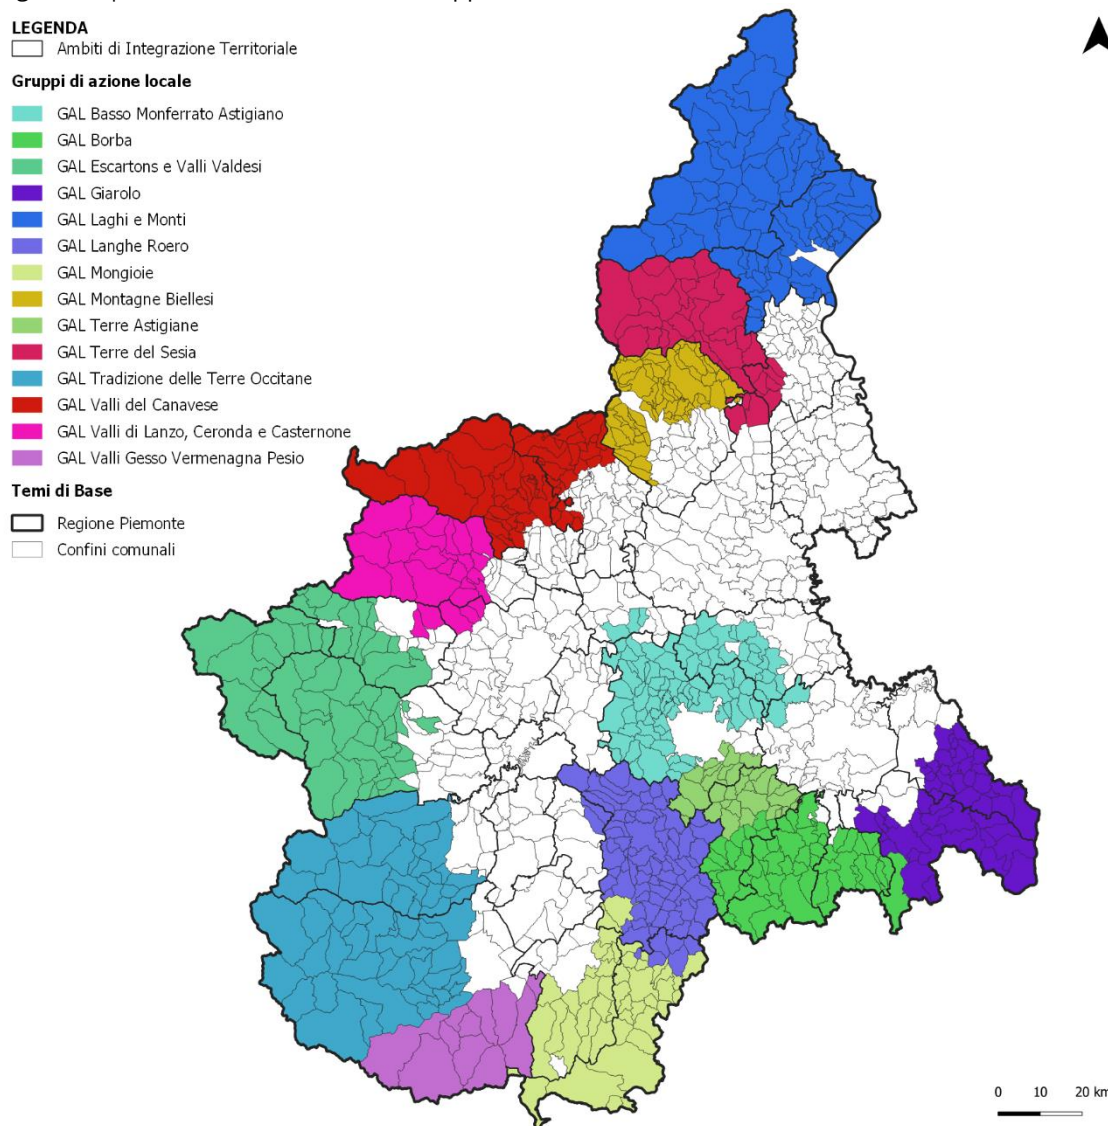 LEGENDA
Ambiti di Integrazione Territoriale
Gruppi di azione locale
GAL Basso Monferrato Astigiano
GAL Borba
GAL Escartons e Valli Valdesi
GAL Giarolo
GAL Laghi e Monti
GAL Langhe Roero
GAL Mongioie
GAL Montagne Biellesi
GAL Terre Astigiane
GAL Terre del Sesia
GAL Tradizione delle Terre Occitane
GAL Valli del Canavese
GAL Valli di Lanzo, Ceronda e Casternone
GAL Valli Gesso Vermenagna Pesio
Temi di Base
Regione Piemonte
Confini comunali
0 10 20 km